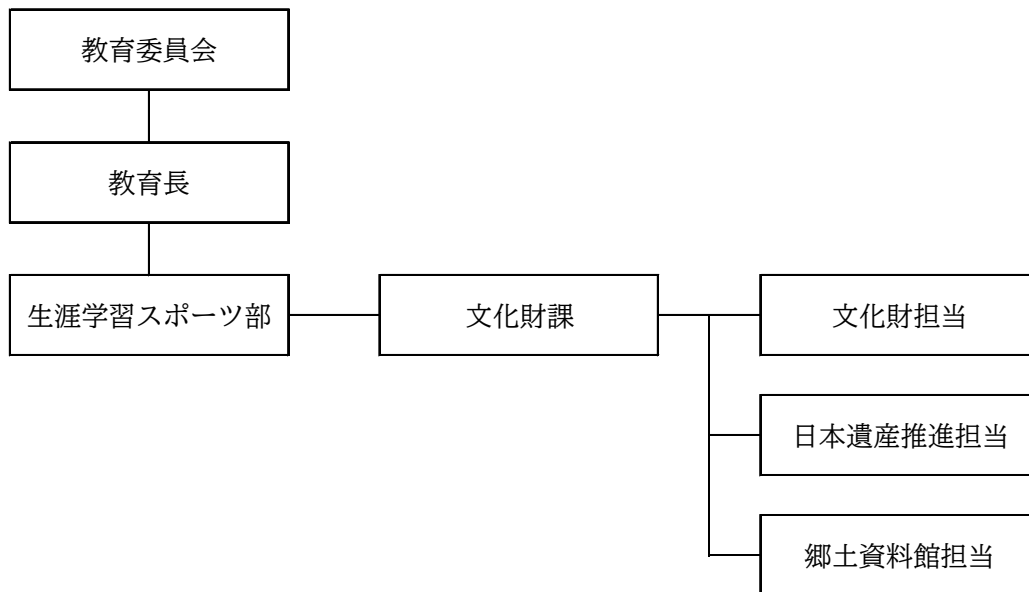 教育委員会
教育長
生涯学習スポーツ部
文化財課
文化財担当
日本遺産推進担当
郷土資料館担当